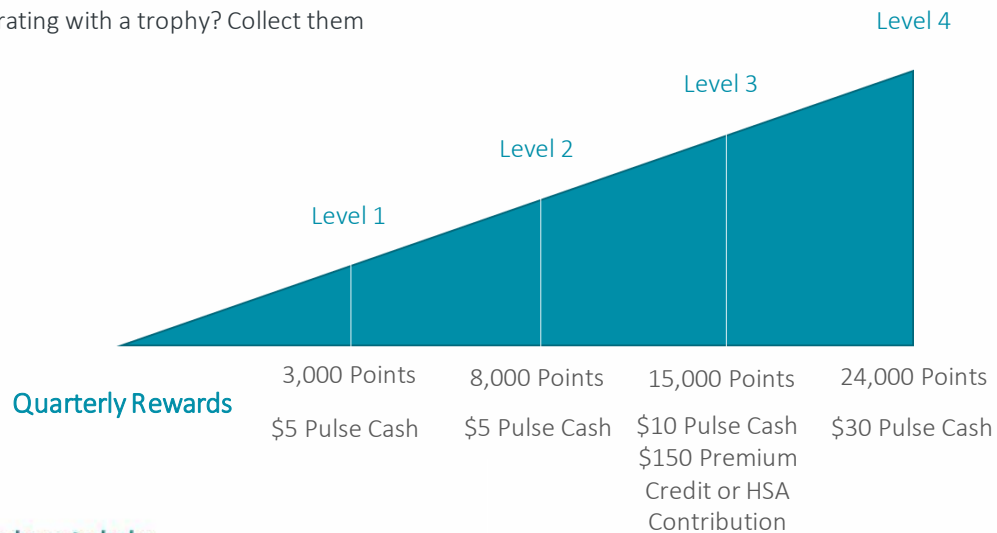 rating with a trophy? Collect them
Level 4
Level 3
Level 2
Level 1
3,000 Points
8,000 Points
15,000 Points
24,000 Points
Quarterly Rewards
$5 Pulse Cash
$5 Pulse Cash
$10 Pulse Cash
$150 Premium
Credit or HSA
Contribution
$30 Pulse Cash